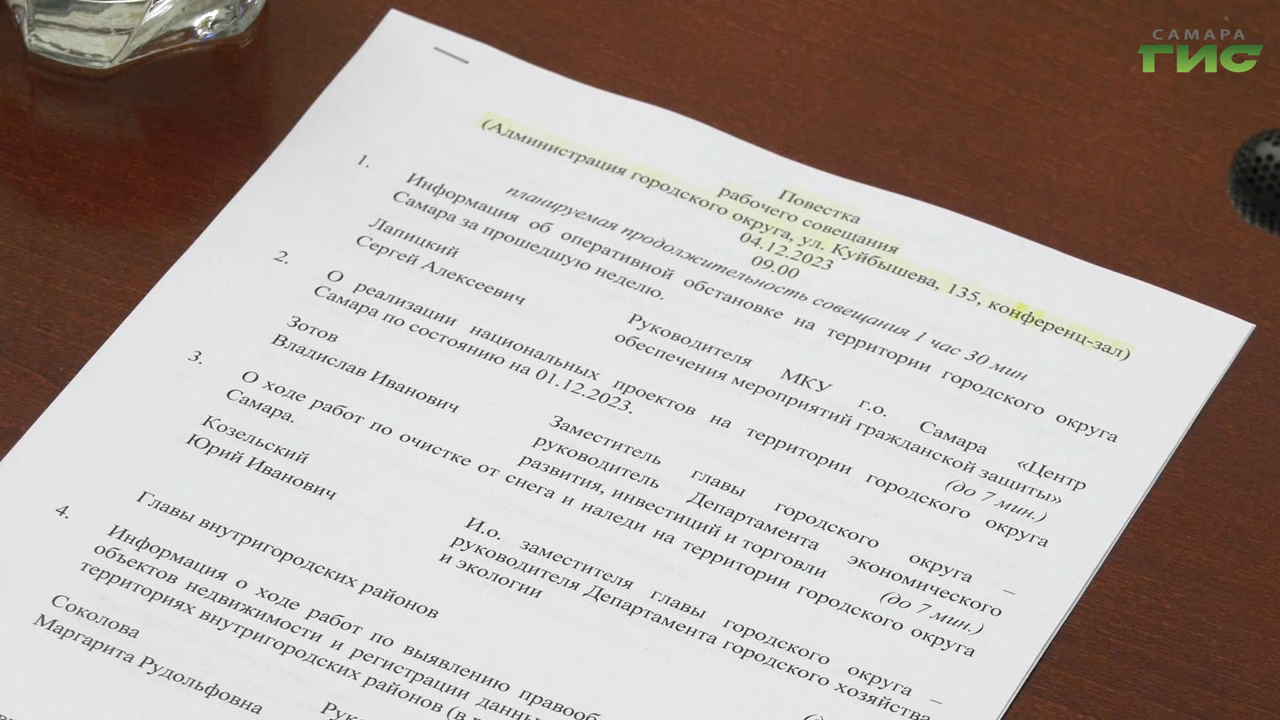 САМАРА
ГИС
Повестка
рабочего совещания
(Администрация городского округа, ул. Куйбышева, 135, конференц-зал)
04.12.2023
09.00
планируемая продолжительность совещания 1 час 30 мин
1. Информация об оперативной обстановке на территории городского округа
Самара за прошедшую неделю.
Лапицкий
Сергей Алексеевич
Руководителя МКУ г.о. Самара «Центр
обеспечения мероприятий гражданской защиты»
(до 7 мин.)
2. О реализации национальных проектов на территории городского округа
Самара по состоянию на 01.12.2023.
Зотов
Владислав Иванович
Заместитель главы городского округа –
руководитель Департамента экономического
развития, инвестиций и торговли
(до 7 мин.)
3. О ходе работ по очистке от снега и наледи на территории городского округа
Самара.
Козельский
Юрий Иванович
И.о. заместителя главы городского округа –
руководителя Департамента городского хозяйства
и экологии
Главы внутригородских районов
4. Информация о ходе работ по выявлению
объектов недвижимости и регистрации
территориях внутригородских районов (в
Соколова
Маргарита Рудольфовна